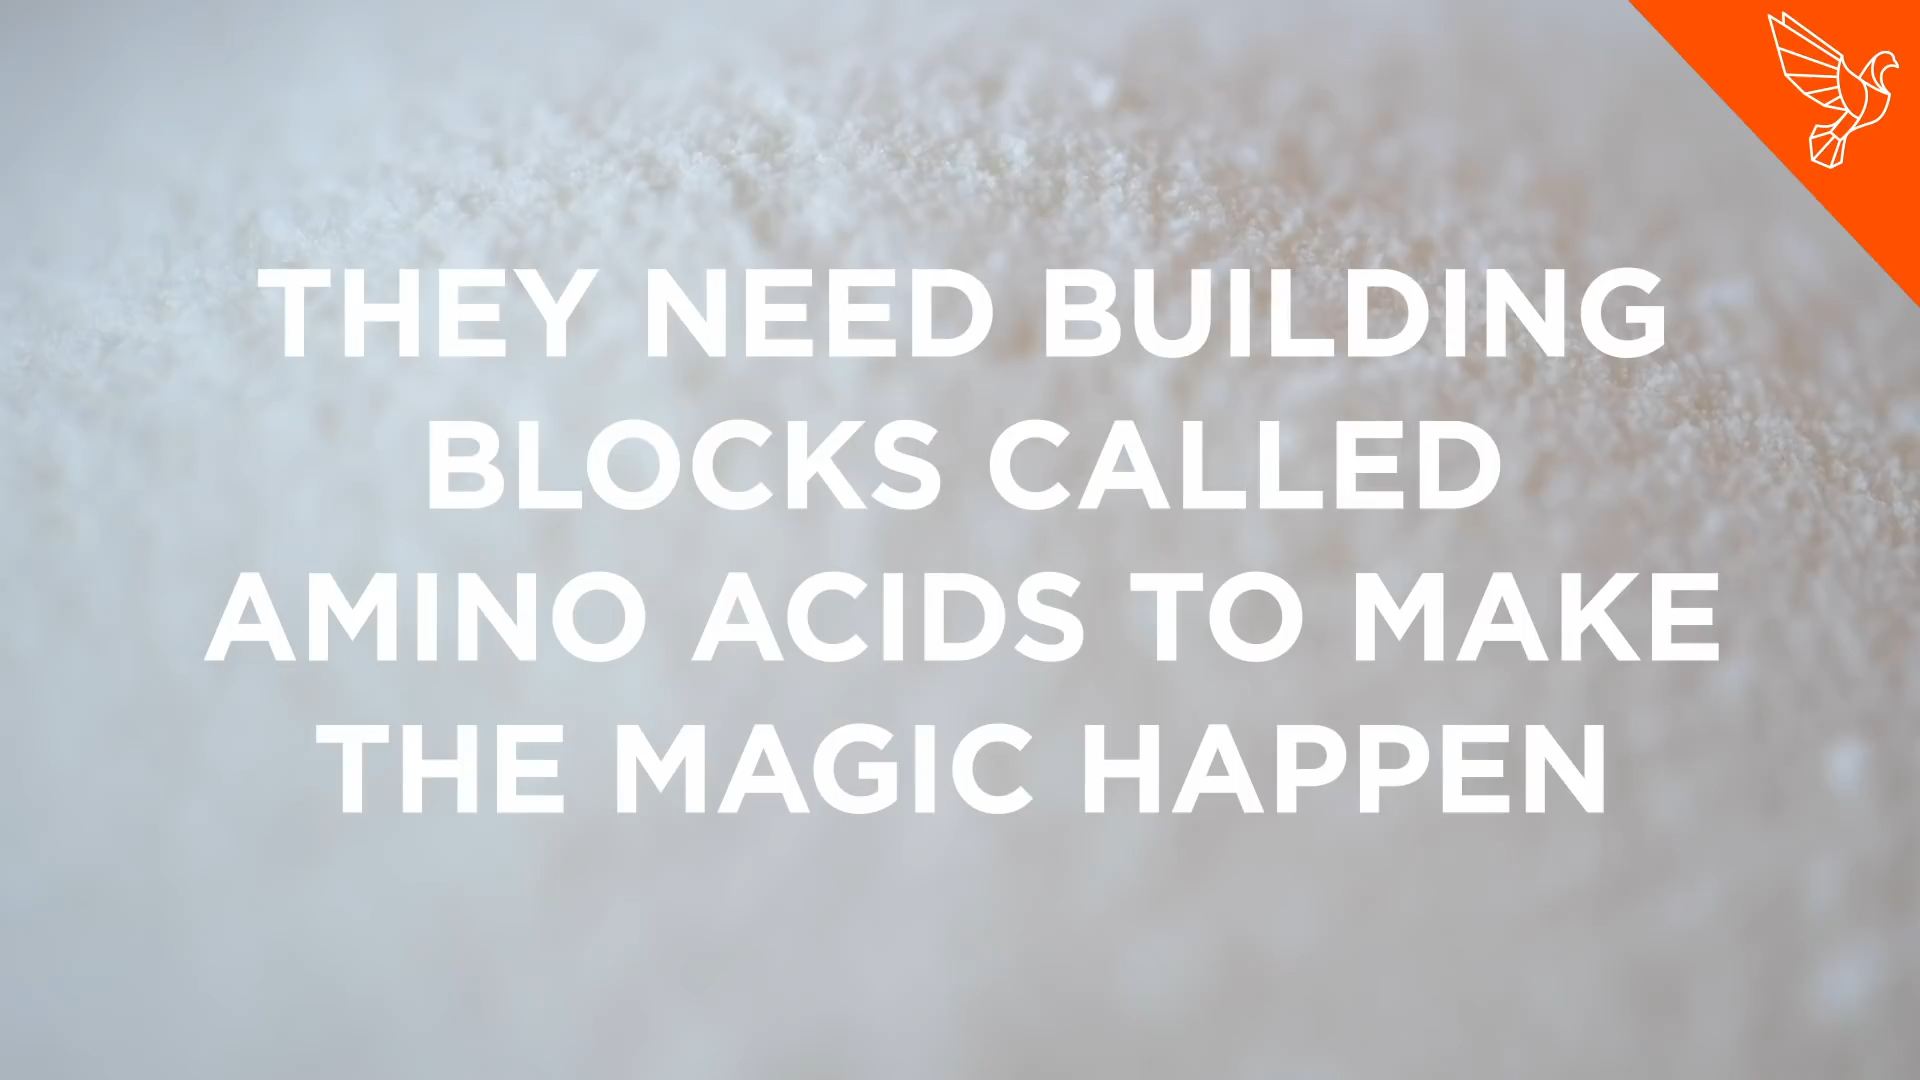 THEY NEED BUILDING
BLOCKS CALLED
AMINO ACIDS TO MAKE
THE MAGIC HAPPEN